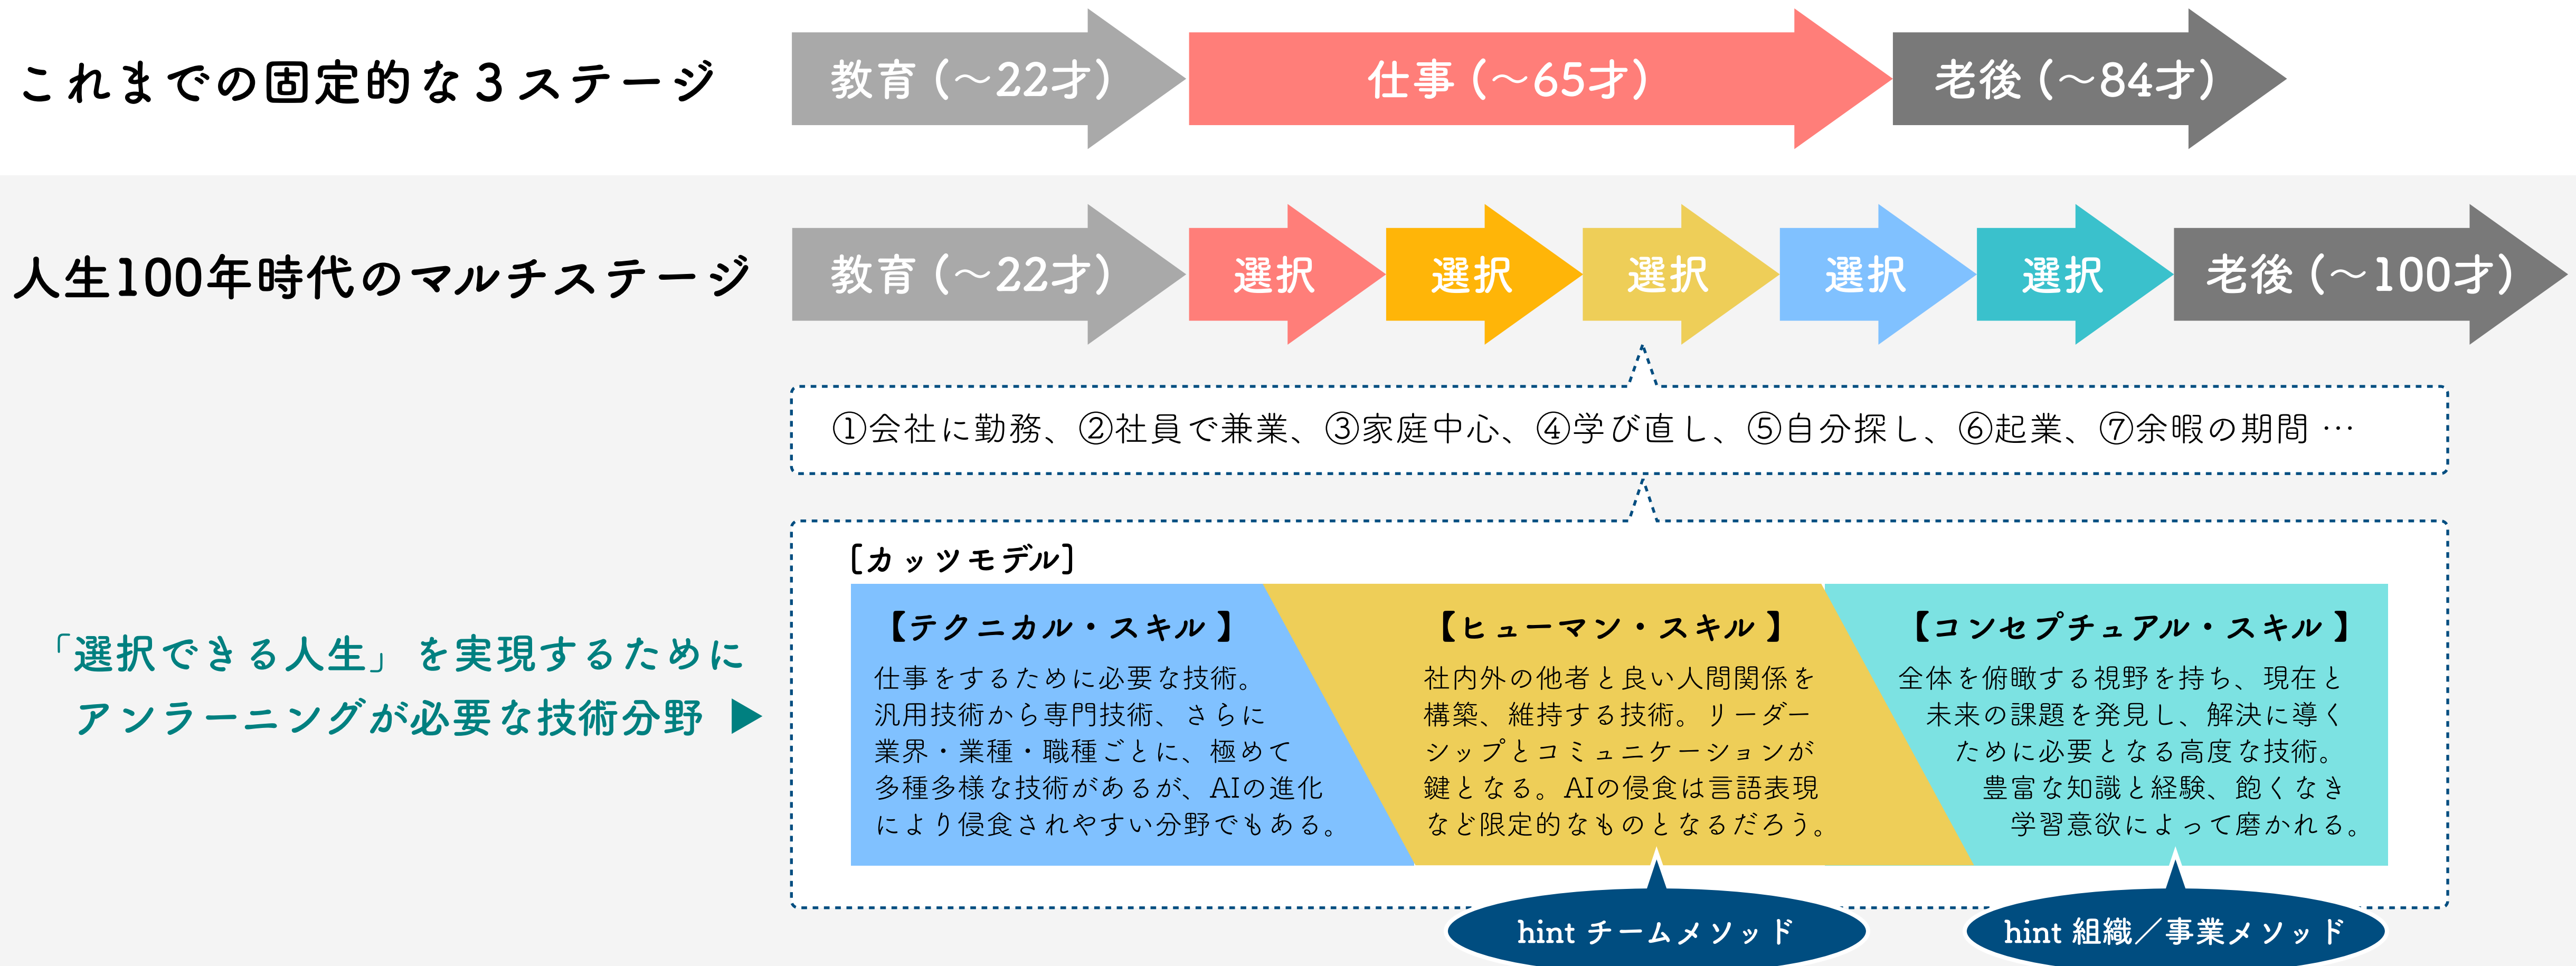 これまでの固定的な3ステージ
教育（～22才）
仕事（～65才）
老後（～84才）
人生100年時代のマルチステージ
教育（～22才）
選択
選択
選択
選択
選択
老後（～100才）
①会社に勤務、②社員で兼業、③家庭中心、④学び直し、⑤自分探し、⑥起業、⑦余暇の期間 …
「選択できる人生」を実現するために
アンラーニングが必要な技術分野 ▶
［カッツモデル］
【テクニカル・スキル】
仕事をするために必要な技術。
汎用技術から専門技術、さらに
業界・業種・職種ごとに、極めて
多種多様な技術があるが、AIの進化
により侵食されやすい分野でもある。
【ヒューマン・スキル】
社内外の他者と良い人間関係を
構築、維持する技術。リーダー
シップとコミュニケーションが
鍵となる。AIの侵食は言語表現
など限定的なものとなるだろう。
【コンセプチュアル・スキル】
全体を俯瞰する視野を持ち、現在と
未来の課題を発見し、解決に導く
ために必要となる高度な技術。
豊富な知識と経験、飽くなき
学習意欲によって磨かれる。
hint チームメソッド
hint 組織／事業メソッド